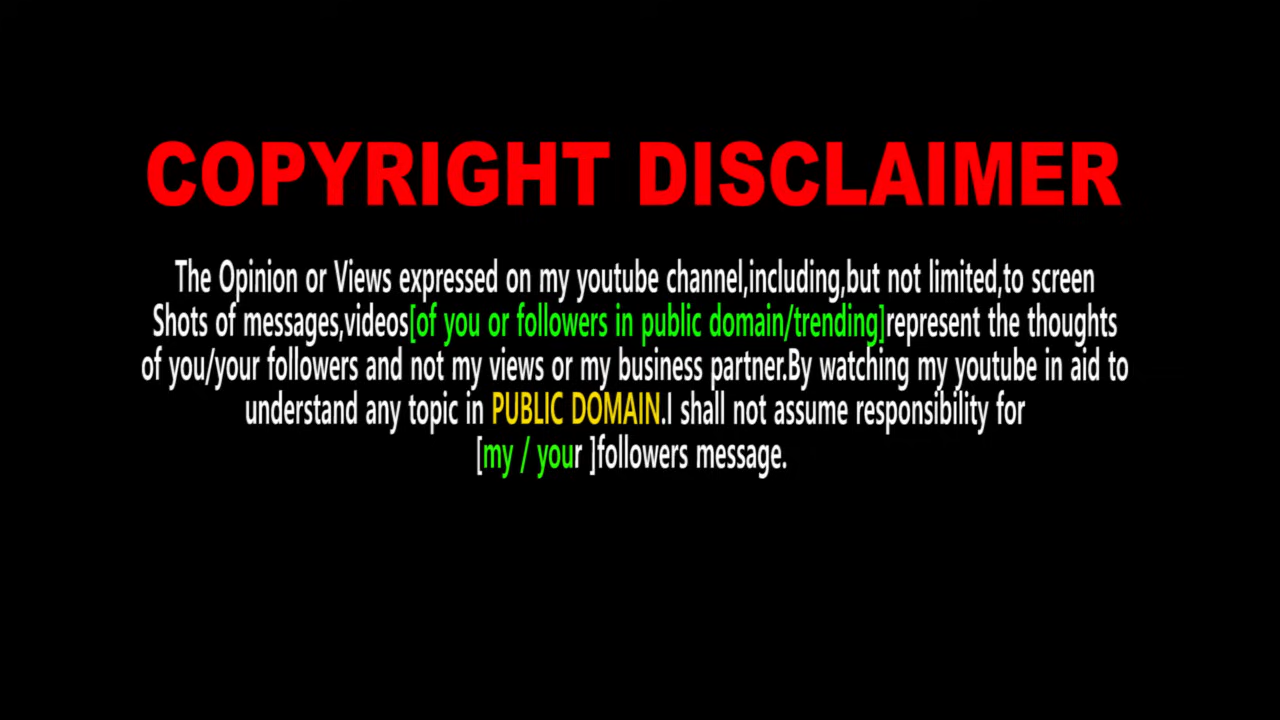 COPYRIGHT DISCLAIMER
The Opinion or Views expressed on my youtube channel,including,but not limited,to screen
Shots of messages,videos[of you or followers in public domain/trending]represent the thoughts
of you/your followers and not my views or my business partner.By watching my youtube in aid to
understand any topic in PUBLIC DOMAIN.I shall not assume responsibility for
[my / your ]followers message.